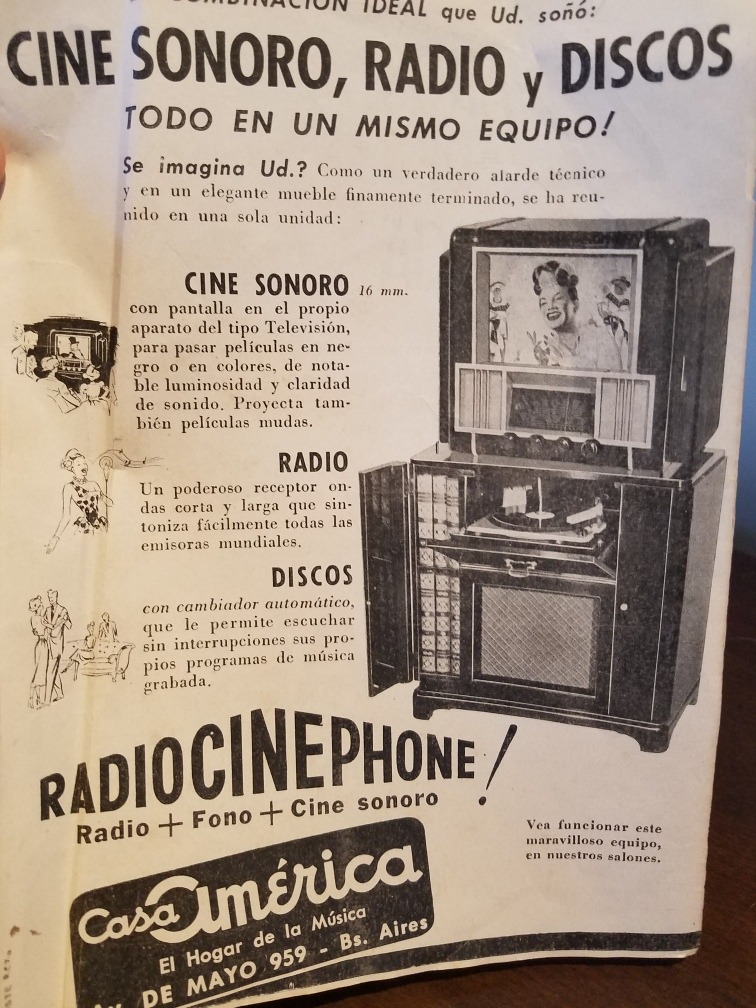 IDEAL que Ud. soñó:
CINE SONORO, RADIO y DISCOS
TODO EN UN MISMO EQUIPO!
Se imagina Ud.? Como un verdadero alarde técnico
y en un elegante mueble finamente terminado, se ha reu-
nido en una sola unidad:
CINE SONORO 16 mm.
con pantalla en el propio
aparato del tipo Televisión,
para pasar películas en ne-
gro o en colores, de nota-
ble luminosidad y claridad
de sonido. Proyecta tam-
bién películas mudas.
RADIO
Un poderoso receptor on-
das corta y larga que sin-
toniza fácilmente todas las
emisoras mundiales.
DISCOS
con cambiador automático,
que le permite escuchar
sin interrupciones sus pro-
pios programas de música
grabada.
RADIOCINEPHONE!
Radio + Fono + Cine sonoro
Vea funcionar este
maravilloso equipo,
en nuestros salones.
Casa América
El Hogar de la Música
Av. DE MAYO 959 - Bs. Aires